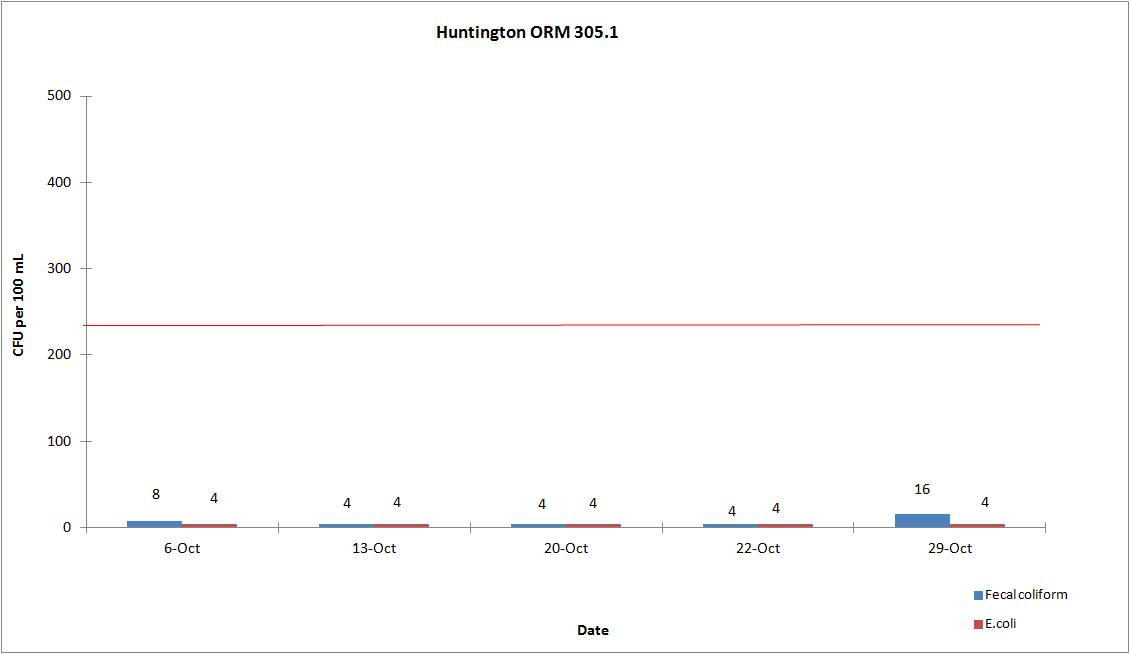 Huntington ORM 305.1
500
400
300
200
100
0
CFU per 100 mL
8 4 4 4 4 4 4 4 16 4
6-Oct 13-Oct 20-Oct 22-Oct 29-Oct
Fecal coliform
E.coli
Date